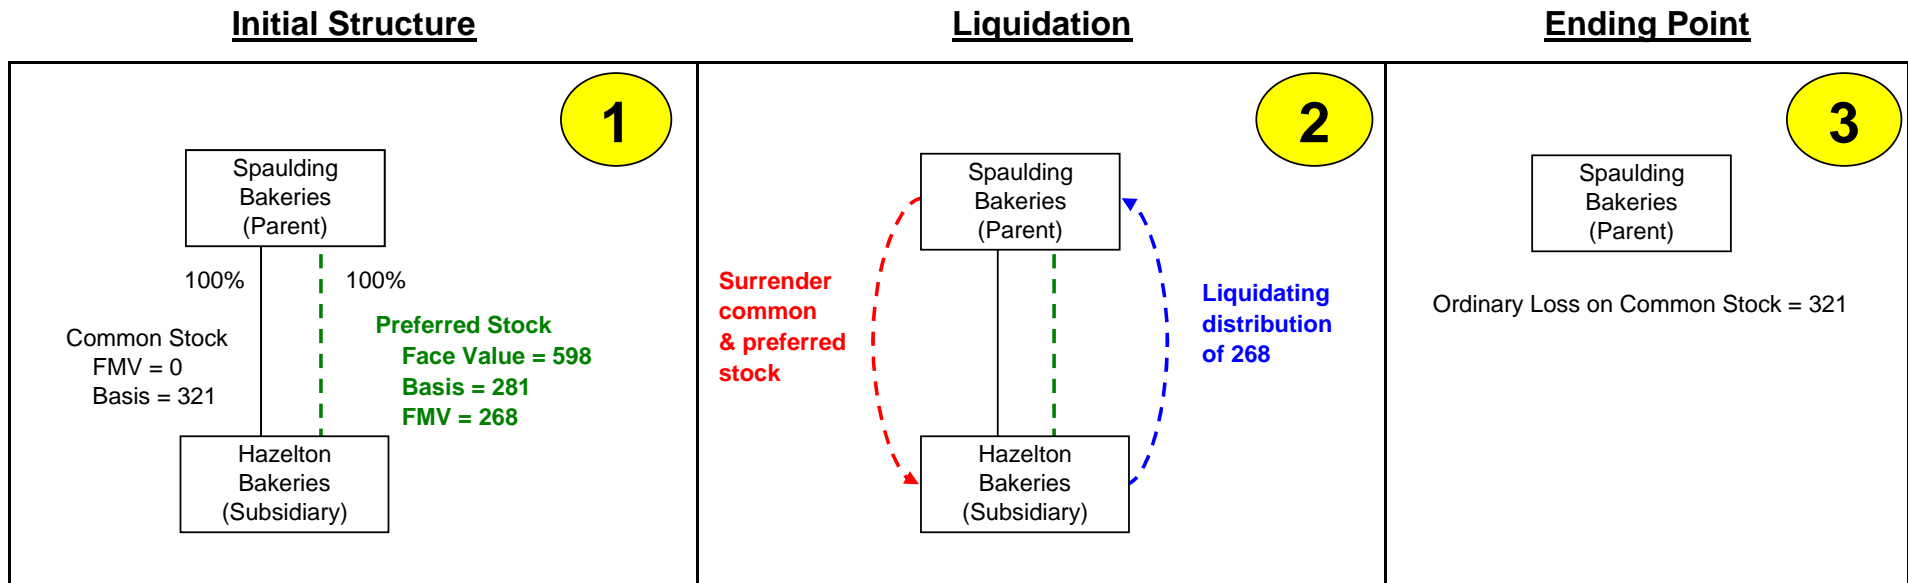 Initial Structure
Liquidation
Ending Point
1
Spaulding
Bakeries
(Parent)
100%
100%
Common Stock
FMV = 0
Basis = 321
Preferred Stock
Face Value = 598
Basis = 281
FMV = 268
Hazelton
Bakeries
(Subsidiary)
2
Spaulding
Bakeries
(Parent)
Surrender
common
& preferred
stock
Liquidating
distribution
of 268
Hazelton
Bakeries
(Subsidiary)
3
Spaulding
Bakeries
(Parent)
Ordinary Loss on Common Stock = 321